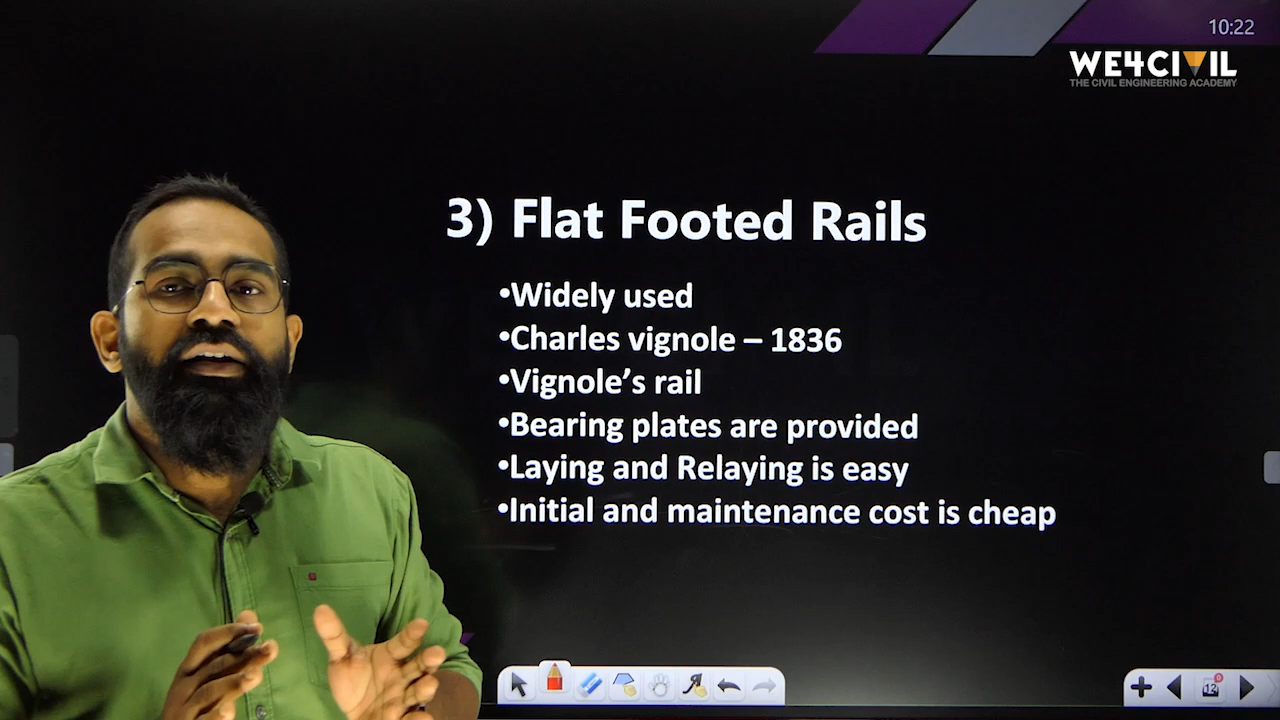 10:22
WE4CIVIL
THE CIVIL ENGINEERING ACADEMY
3) Flat Footed Rails
•Widely used
•Charles vignole – 1836
•Vignole’s rail
•Bearing plates are provided
•Laying and Relaying is easy
•Initial and maintenance cost is cheap
12